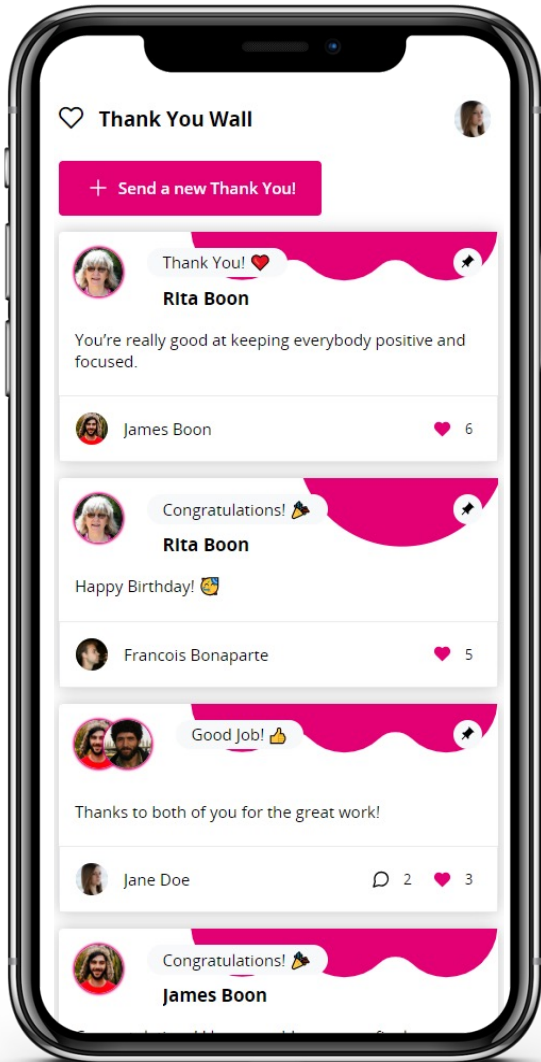 Thank You Wall
+ Send a new Thank You!
Thank You! ❤️
RIta Boon
You’re really good at keeping everybody positive and
focused.
James Boon
6
Congratulations! 🎉
RIta Boon
Happy Birthday! 🥳
Francois Bonaparte
5
Good Job! 👍
Thanks to both of you for the great work!
Jane Doe
2
3
Congratulations! 🎉
James Boon